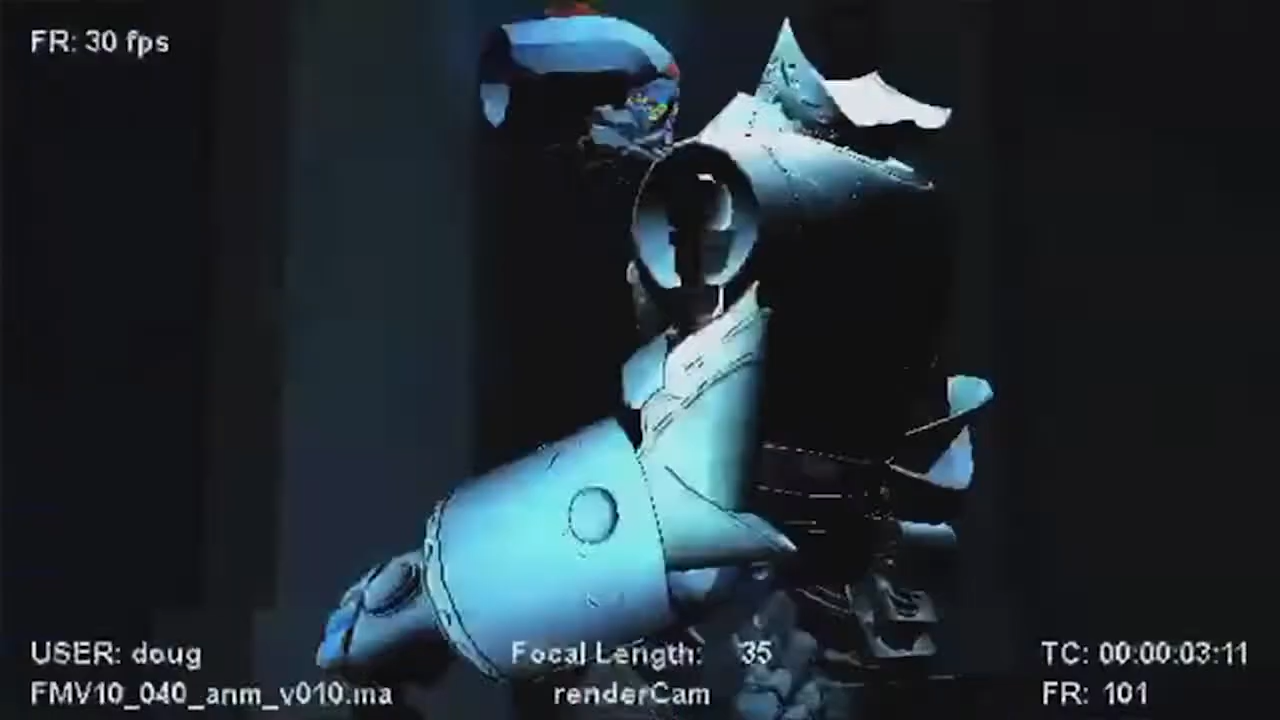 FR: 30 fps
USER: doug
Focal Length: 35
TC: 00:00:03:11
FMV10_040_anm_v010.ma
renderCam
FR: 101